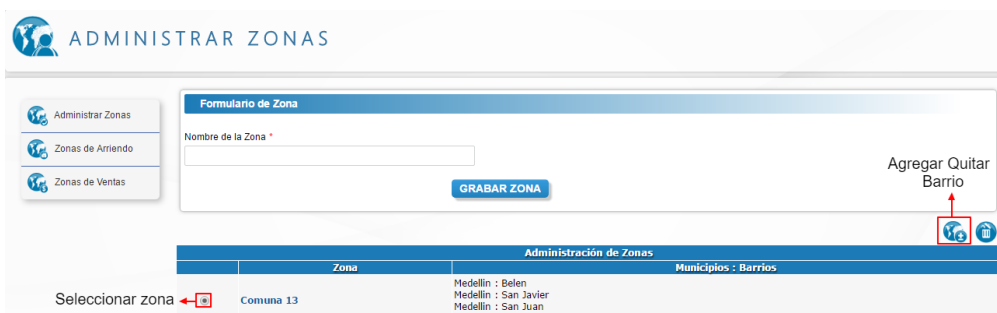 ADMINISTRAR ZONAS
Administrar Zonas
Zonas de Arriendo
Zonas de Ventas
Formulario de Zona
Nombre de la Zona *
GRABAR ZONA
Agregar Quitar
Barrio
Administración de Zonas
Zona Municipios : Barrios
Seleccionar zona
Comuna 13
Medellin : Belen
Medellin : San Javier
Medellin : San Juan